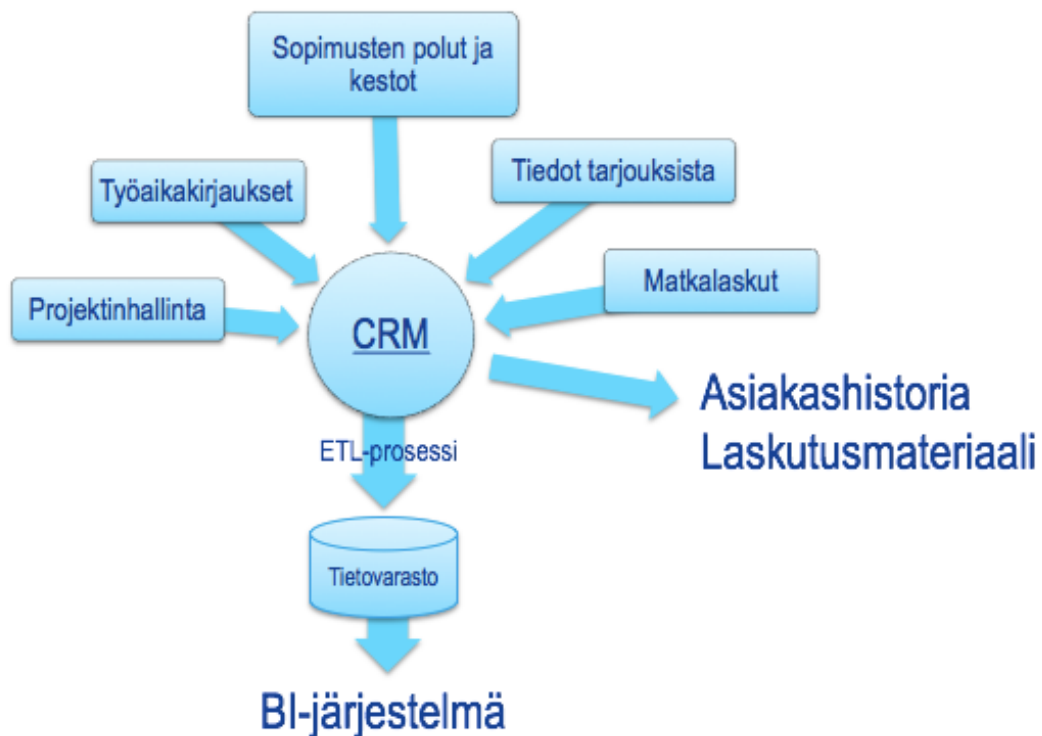 Sopimusten polut ja
kestot
Työaikakirjaukset
Tiedot tarjouksista
Projektinhallinta
Matkalaskut
CRM
Asiakashistoria
Laskutusmateriaali
ETL-prosessi
Tietovarasto
BI-järjestelmä